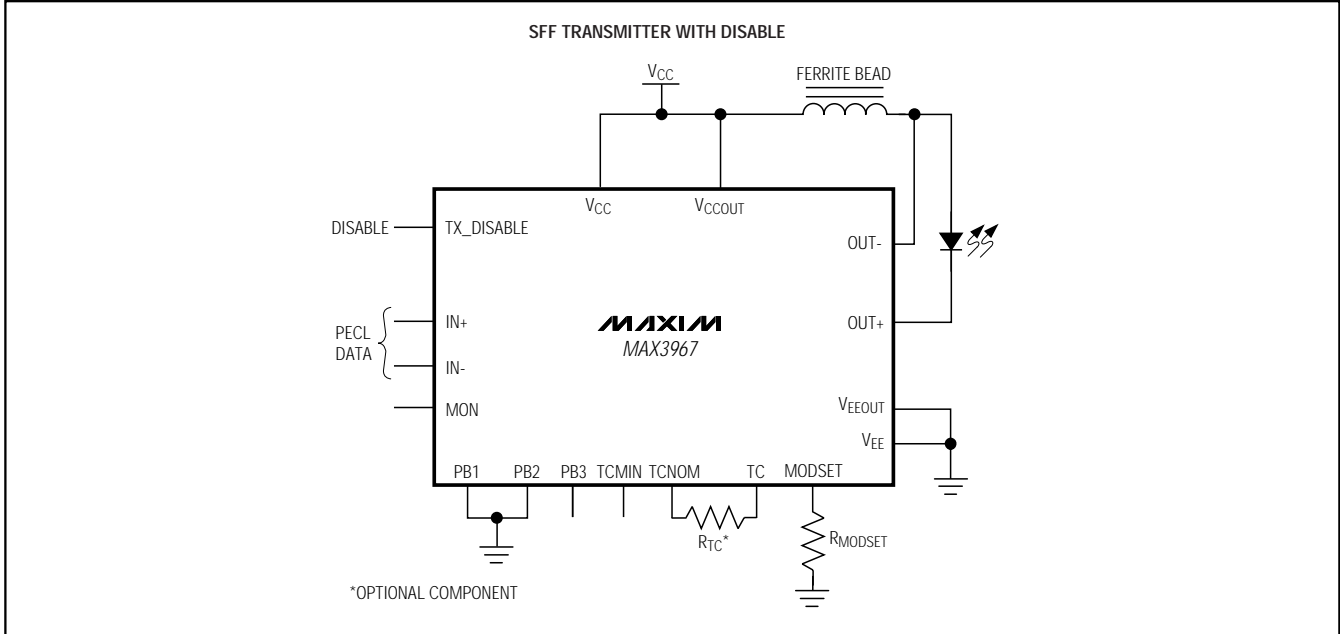 SFF TRANSMITTER WITH DISABLE
VCC
FERRITE BEAD
VCC
VCCOUT
DISABLE
TX_DISABLE
OUT-
IN+
PECL
DATA
MAXIM
MAX3967
OUT+
IN-
MON
VEEOUT
VEE
PB1
PB2
PB3
TCMIN
TCNOM
TC
MODSET
RTC*
RMODSET
*OPTIONAL COMPONENT